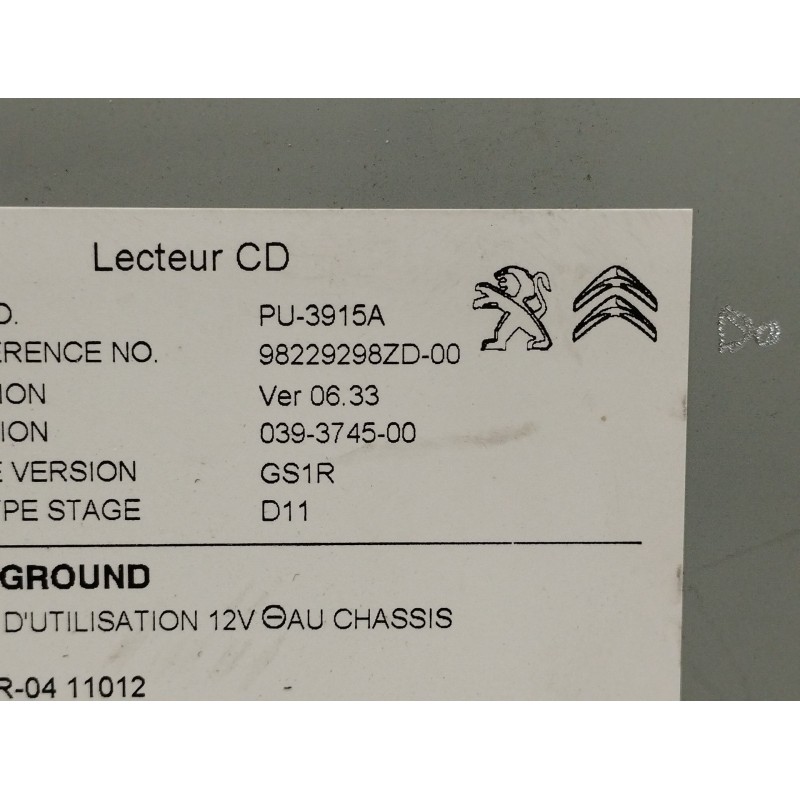 Lecteur CD
O. PU-3915A
ERENCE NO. 98229298ZD-00
ION Ver 06.33
ION 039-3745-00
E VERSION GS1R
YPE STAGE D11
GROUND
D'UTILISATION 12V ⊖AU CHASSIS
R-04 11012